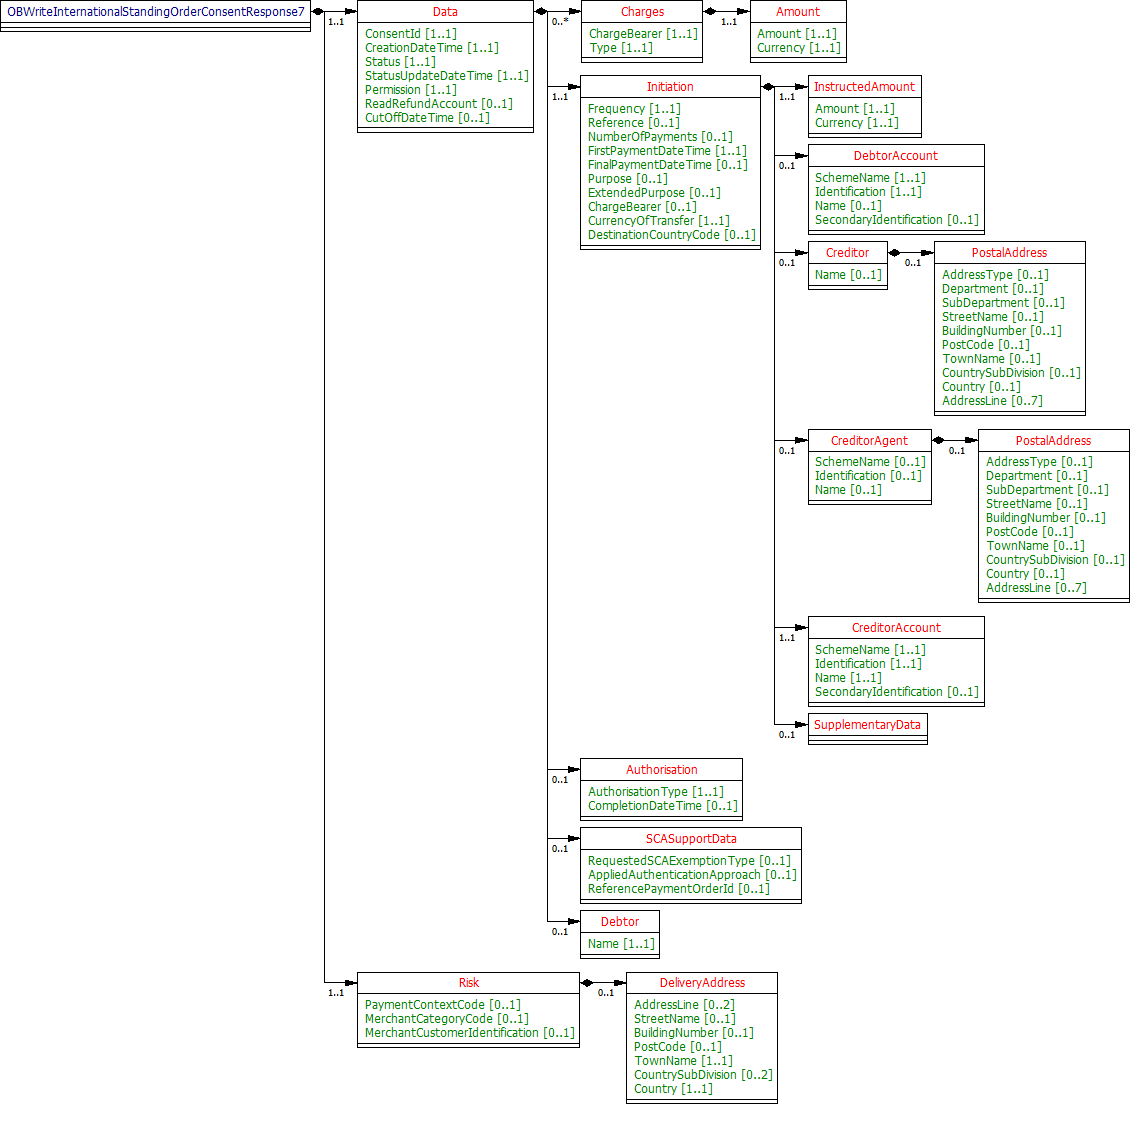 OBWriteInternationalStandingOrderConsentResponse7
1..1
Data
ConsentId [1..1]
CreationDateTime [1..1]
Status [1..1]
StatusUpdateDateTime [1..1]
Permission [1..1]
ReadRefundAccount [0..1]
CutOffDateTime [0..1]
0..*
Charges
ChargeBearer [1..1]
Type [1..1]
1..1
Amount
Amount [1..1]
Currency [1..1]
1..1
Initiation
Frequency [1..1]
Reference [0..1]
NumberOfPayments [0..1]
FirstPaymentDateTime [1..1]
FinalPaymentDateTime [0..1]
Purpose [0..1]
ExtendedPurpose [0..1]
ChargeBearer [0..1]
CurrencyOfTransfer [1..1]
DestinationCountryCode [0..1]
1..1
InstructedAmount
Amount [1..1]
Currency [1..1]
0..1
DebtorAccount
SchemeName [1..1]
Identification [1..1]
Name [0..1]
SecondaryIdentification [0..1]
0..1
Creditor
Name [0..1]
0..1
PostalAddress
AddressType [0..1]
Department [0..1]
SubDepartment [0..1]
StreetName [0..1]
BuildingNumber [0..1]
PostCode [0..1]
TownName [0..1]
CountrySubDivision [0..1]
Country [0..1]
AddressLine [0..7]
0..1
CreditorAgent
SchemeName [0..1]
Identification [0..1]
Name [0..1]
0..1
PostalAddress
AddressType [0..1]
Department [0..1]
SubDepartment [0..1]
StreetName [0..1]
BuildingNumber [0..1]
PostCode [0..1]
TownName [0..1]
CountrySubDivision [0..1]
Country [0..1]
AddressLine [0..7]
1..1
CreditorAccount
SchemeName [1..1]
Identification [1..1]
Name [1..1]
SecondaryIdentification [0..1]
0..1
SupplementaryData
0..1
Authorisation
AuthorisationType [1..1]
CompletionDateTime [0..1]
0..1
SCASupportData
RequestedSCAExemptionType [0..1]
AppliedAuthenticationApproach [0..1]
ReferencePaymentOrderId [0..1]
0..1
Debtor
Name [1..1]
1..1
Risk
PaymentContextCode [0..1]
MerchantCategoryCode [0..1]
MerchantCustomerIdentification [0..1]
0..1
DeliveryAddress
AddressLine [0..2]
StreetName [0..1]
BuildingNumber [0..1]
PostCode [0..1]
TownName [1..1]
CountrySubDivision [0..2]
Country [1..1]